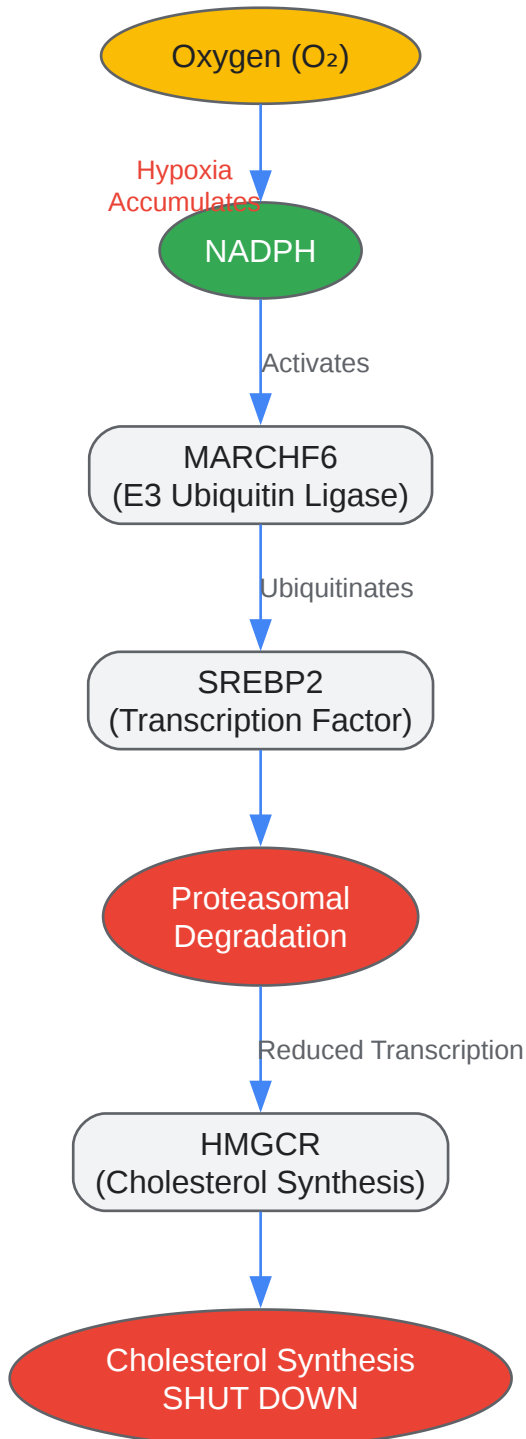 Oxygen (O₂)
Hypoxia
Accumulates
NADPH
Activates
MARCHF6
(E3 Ubiquitin Ligase)
Ubiquitinates
SREBP2
(Transcription Factor)
Proteasomal
Degradation
Reduced Transcription
HMGCR
(Cholesterol Synthesis)
Cholesterol Synthesis
SHUT DOWN